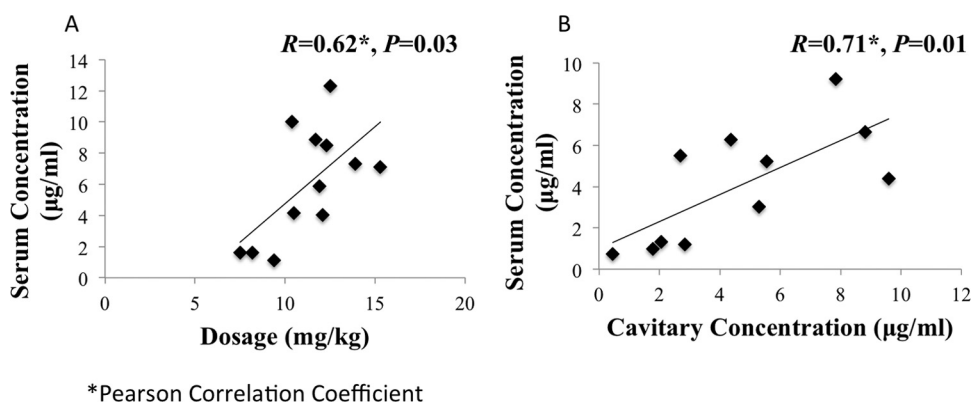 A
R=0.62*, P=0.03
Serum Concentration
(µg/ml)
14
12
10
8
6
4
2
0
0 5 10 15 20
Dosage (mg/kg)
B
R=0.71*, P=0.01
Serum Concentration
(µg/ml)
10
8
6
4
2
0
0 2 4 6 8 10 12
Cavitary Concentration (µg/ml)
*Pearson Correlation Coefficient